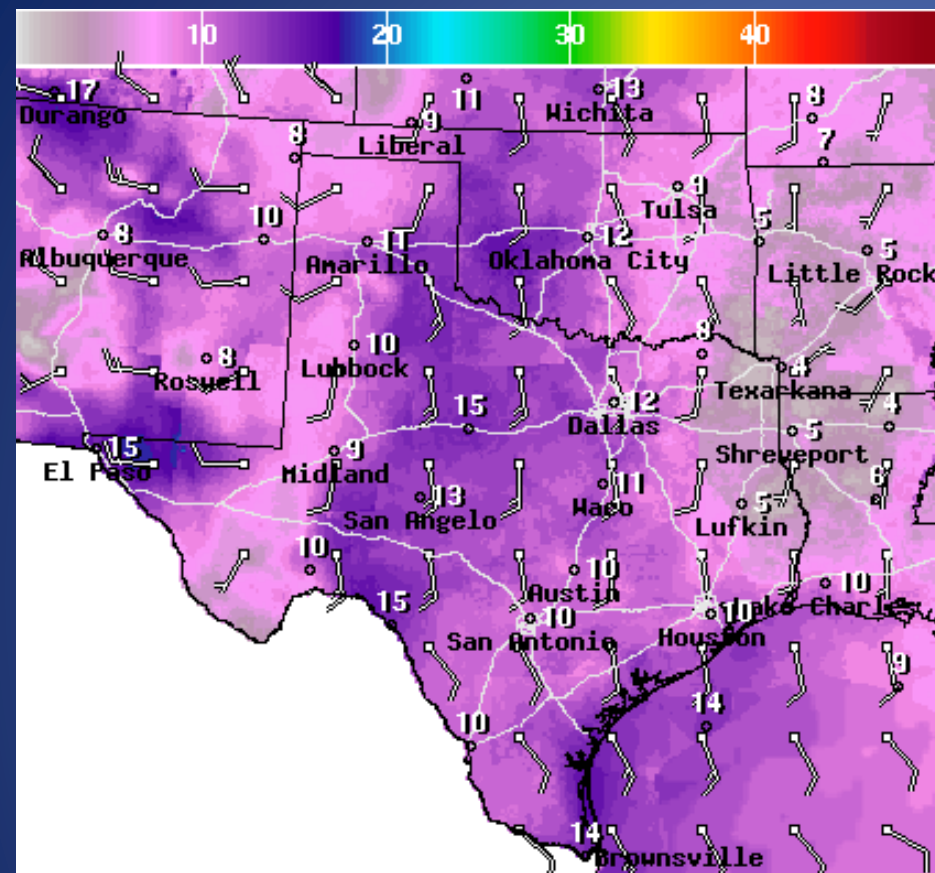 10 20 30 40
17 11 13 8
Durango Wichita
9
Liberal
8 7
9
Tulsa
10 5
8 11 12 5
Albuquerque Amarillo Oklahoma City Little Rock
10 8
8 4
Roswell Lubbock Texarkana
15 12 4
Dallas 5
15 9 Shreveport
El Paso Midland
13 11 6
San Angelo Waco 5
Lufkin
10 10 10
Austin
15 10 10 Lake Charles
San Antonio Houston
9
14
10
14
Brownsville